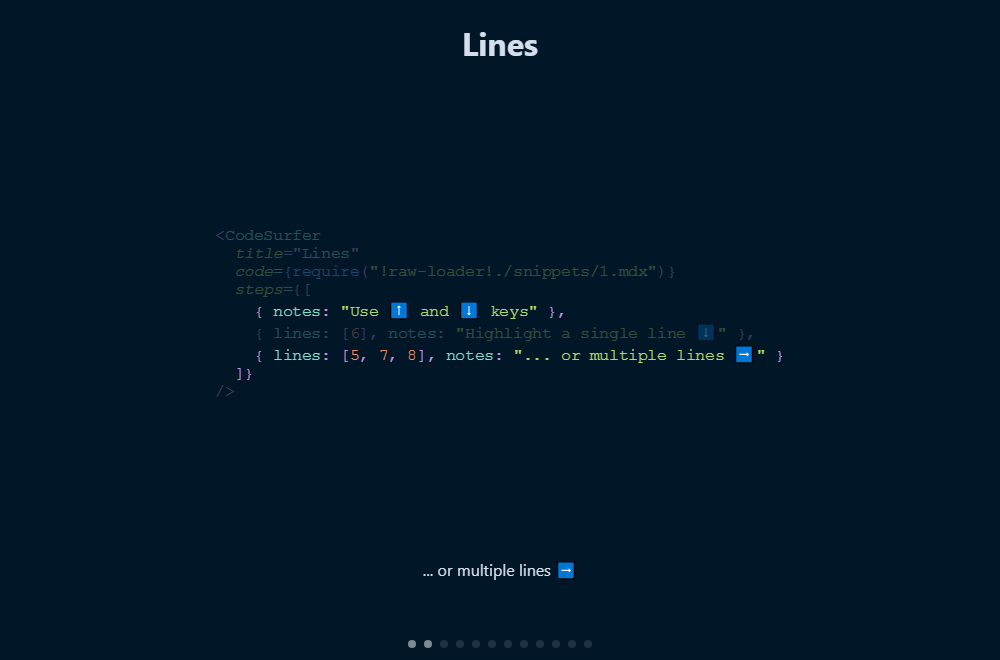 Lines
<CodeSurfer
title="Lines"
code={require("!raw-loader!./snippets/1.mdx")}
steps={[
{ notes: "Use ⬆️ and ⬇️ keys" },
{ lines: [6], notes: "Highlight a single line ⬇️" },
{ lines: [5, 7, 8], notes: "... or multiple lines ➡️" }
]}
/>
... or multiple lines ➡️